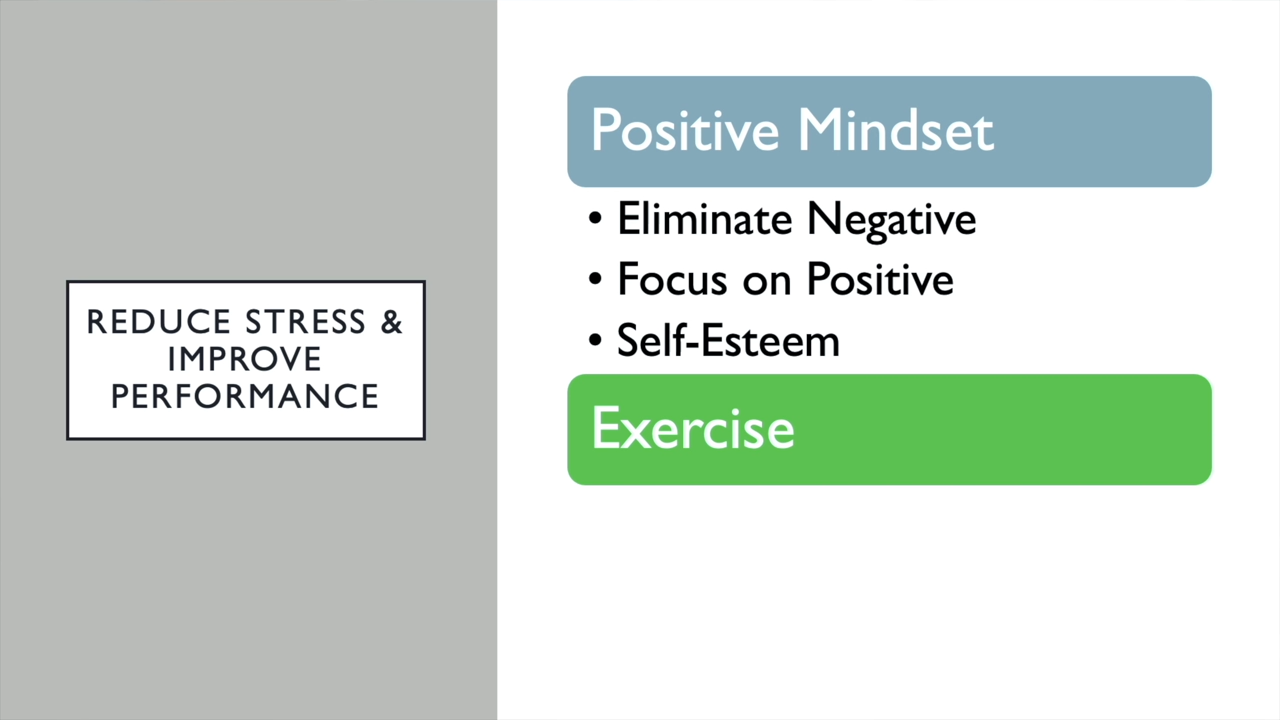 REDUCE STRESS &
IMPROVE
PERFORMANCE
Positive Mindset
• Eliminate Negative
• Focus on Positive
• Self-Esteem
Exercise